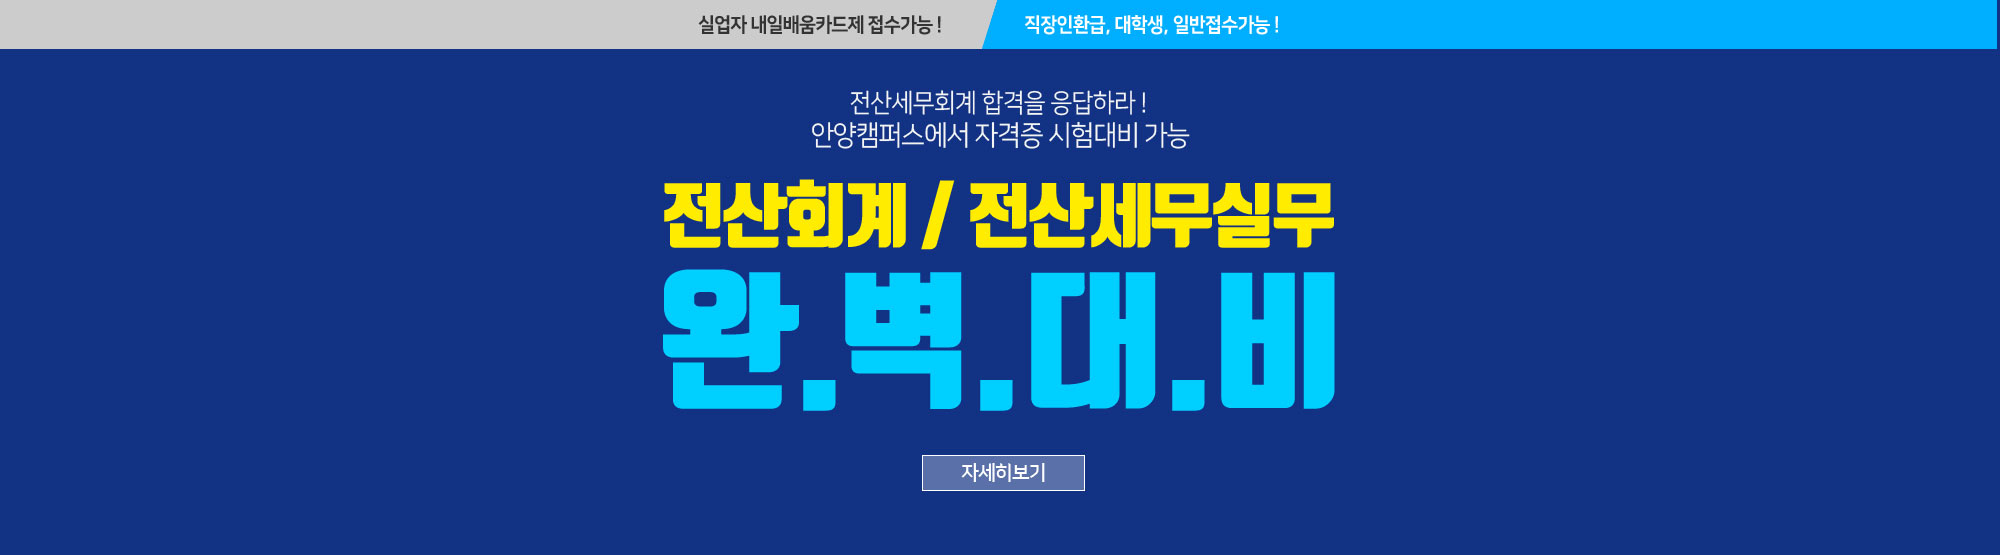 실업자 내일배움카드제 접수가능 !
직장인환급, 대학생, 일반접수가능 !
전산세무회계 합격을 응답하라 !
안양캠퍼스에서 자격증 시험대비 가능
전산회계 / 전산세무실무
완.벽.대.비
자세히보기